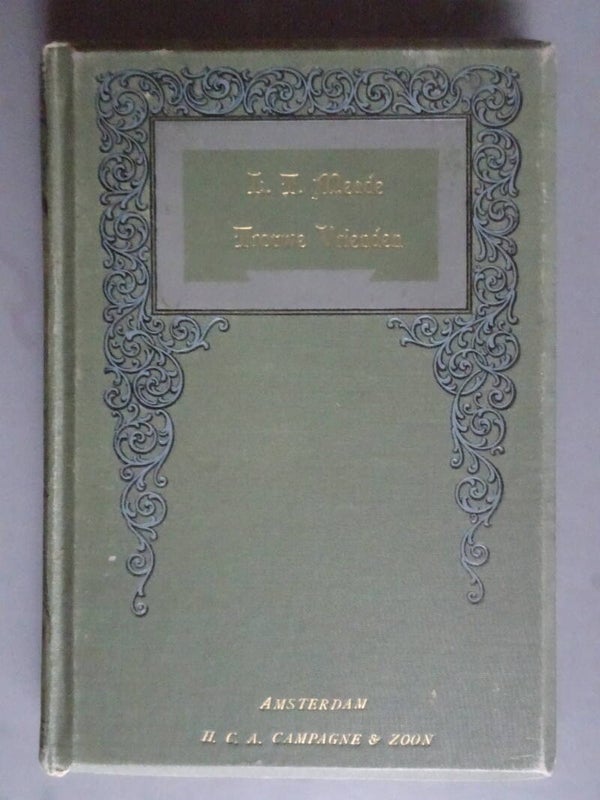 L. T. Meade
Trouwe Vrienden
AMSTERDAM
H. C. A. CAMPAGNE & ZOON